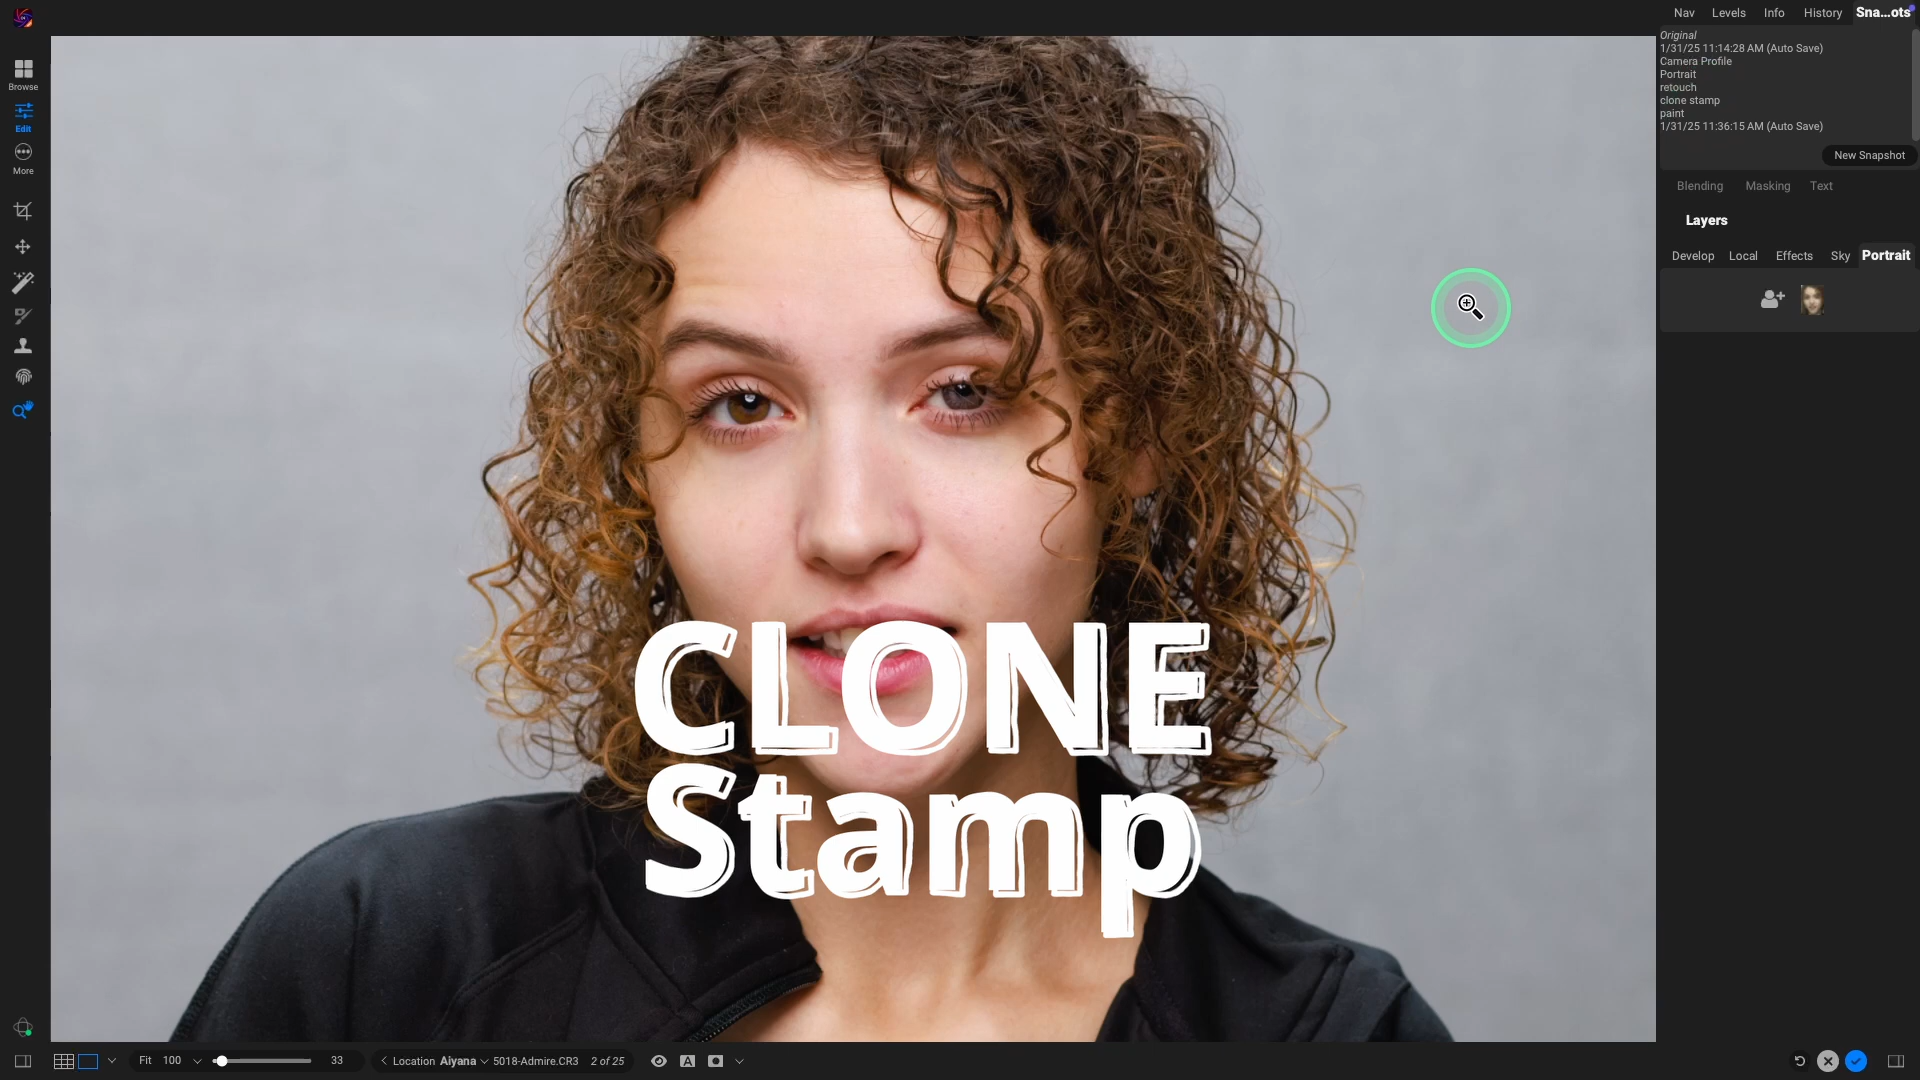 Nav Levels Info History Sna...ots
Original
1/31/25 11:14:28 AM (Auto Save)
Camera Profile
Portrait
retouch
clone stamp
paint
1/31/25 11:36:15 AM (Auto Save)
New Snapshot
Blending Masking Text
Layers
Develop Local Effects Sky Portrait
Browse
Edit
More
CLONE
Stamp
Fit 100 33 Location Aiyana 5018-Admire.CR3 2 of 25 A